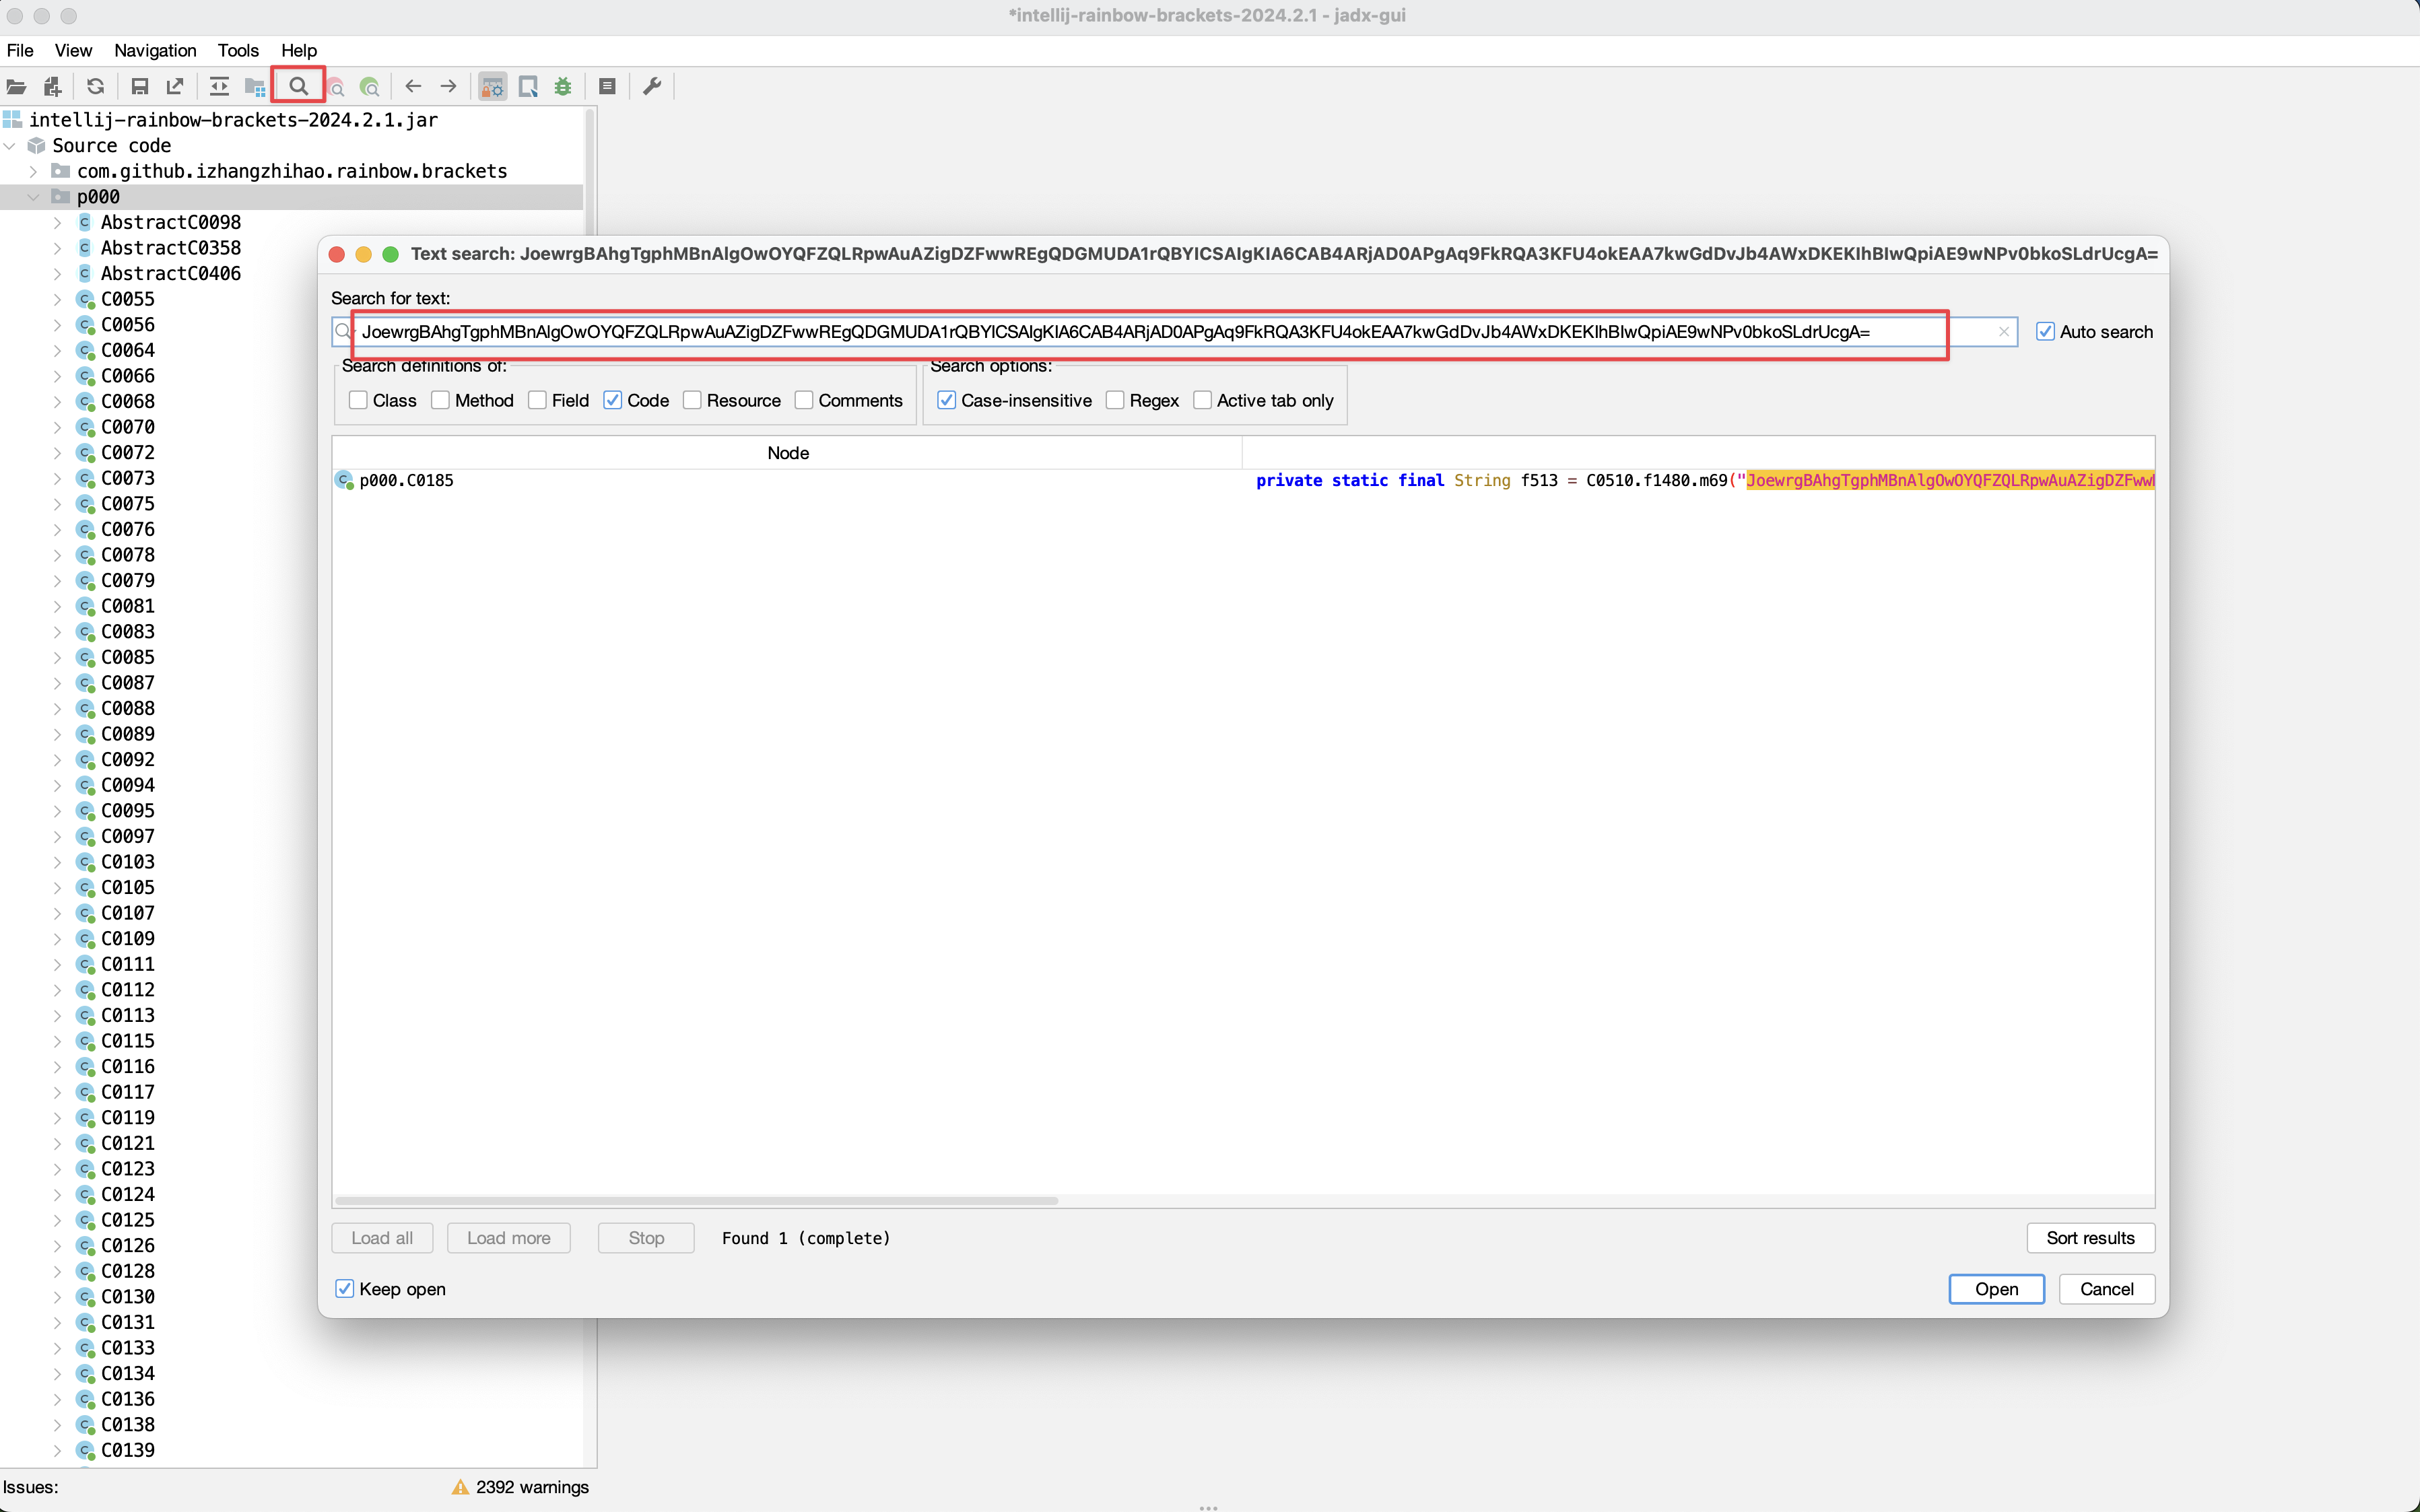 *intellij-rainbow-brackets-2024.2.1 - jadx-gui
File View Navigation Tools Help
intellij-rainbow-brackets-2024.2.1.jar
Source code
com.github.izhangzhihao.rainbow.brackets
p000
AbstractC0098
AbstractC0358
AbstractC0406
C0055
C0056
C0064
C0066
C0068
C0070
C0072
C0073
C0075
C0076
C0078
C0079
C0081
C0083
C0085
C0087
C0088
C0089
C0092
C0094
C0095
C0097
C0103
C0105
C0107
C0109
C0111
C0112
C0113
C0115
C0116
C0117
C0119
C0121
C0123
C0124
C0125
C0126
C0128
C0130
C0131
C0133
C0134
C0136
C0138
C0139
Issues: 2392 warnings
Text search: JoewrgBAhgTgphMBnAlgOwOYQFZQLRpwAuAZigDZFwwREgQDGMUDA1rQBYICSAIgKIA6CAB4ARjAD0APgAq9FkRQA3KFU4okEAA7kwGdDvJb4AWxDKEKIhBIwQpiAE9wNPv0bkoSLdrUcgA=
Search for text:
JoewrgBAhgTgphMBnAlgOwOYQFZQLRpwAuAZigDZFwwREgQDGMUDA1rQBYICSAIgKIA6CAB4ARjAD0APgAq9FkRQA3KFU4okEAA7kwGdDvJb4AWxDKEKIhBIwQpiAE9wNPv0bkoSLdrUcgA=
Auto search
Search definitions of:
Class Method Field Code Resource Comments
Search options:
Case-insensitive Regex Active tab only
Node
p000.C0185 private static final String f513 = C0510.f1480.m69("JoewrgBAhgTgphMBnAlgOwOYQFZQLRpwAuAZigDZFww
Load all Load more Stop Found 1 (complete) Sort results
Keep open Open Cancel